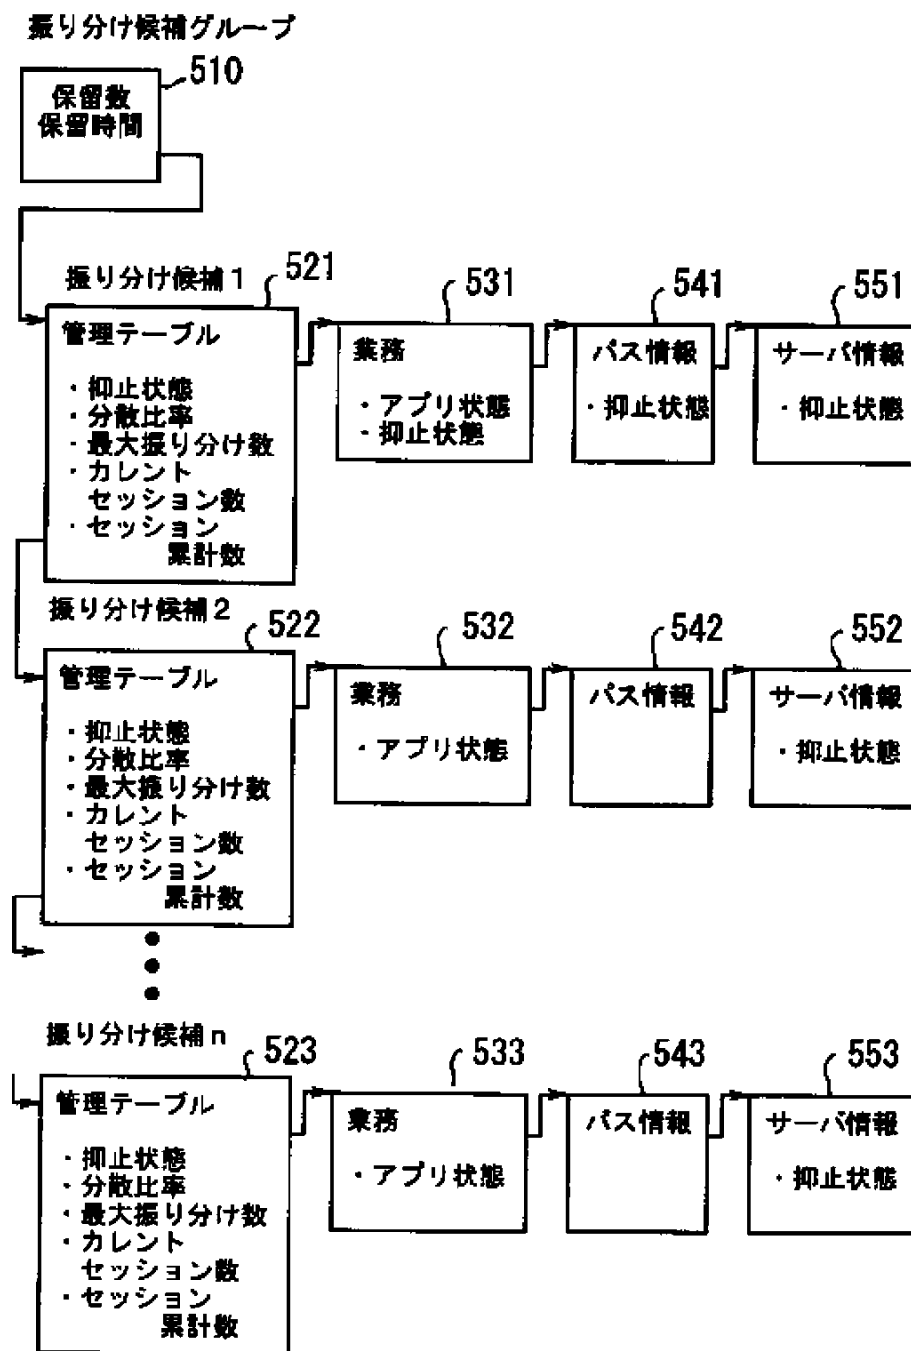 振り分け候補グループ
510
保留数
保留時間
振り分け候補1
521
管理テーブル
・抑止状態
・分散比率
・最大振り分け数
・カレント
セッション数
・セッション
累計数
531
業務
・アプリ状態
・抑止状態
541
パス情報
・抑止状態
551
サーバ情報
・抑止状態
振り分け候補2
522
管理テーブル
・抑止状態
・分散比率
・最大振り分け数
・カレント
セッション数
・セッション
累計数
532
業務
・アプリ状態
542
パス情報
552
サーバ情報
・抑止状態
振り分け候補n
523
管理テーブル
・抑止状態
・分散比率
・最大振り分け数
・カレント
セッション数
・セッション
累計数
533
業務
・アプリ状態
543
パス情報
553
サーバ情報
・抑止状態